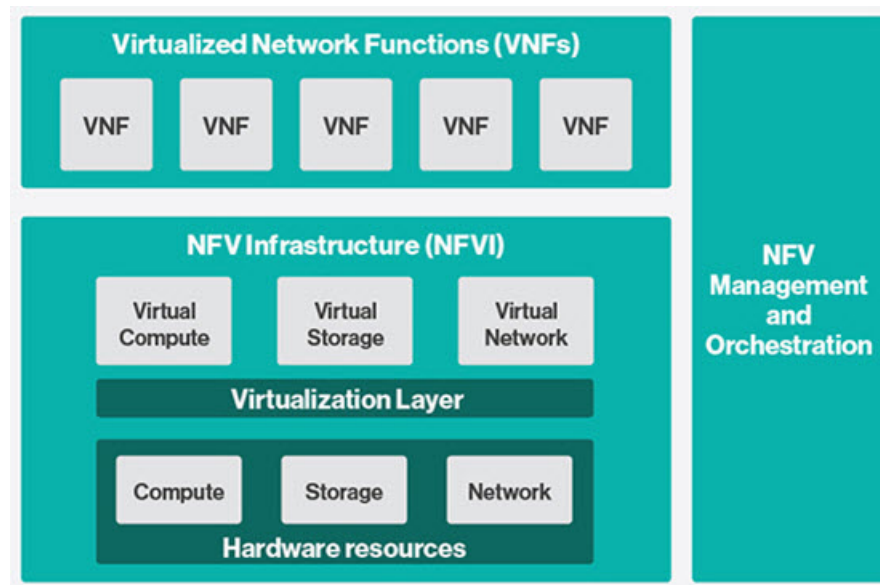 Virtualized Network Functions (VNFs)
VNF VNF VNF VNF VNF
NFV Infrastructure (NFVI)
Virtual
Compute
Virtual
Storage
Virtual
Network
Virtualization Layer
Compute Storage Network
Hardware resources
NFV
Management
and
Orchestration